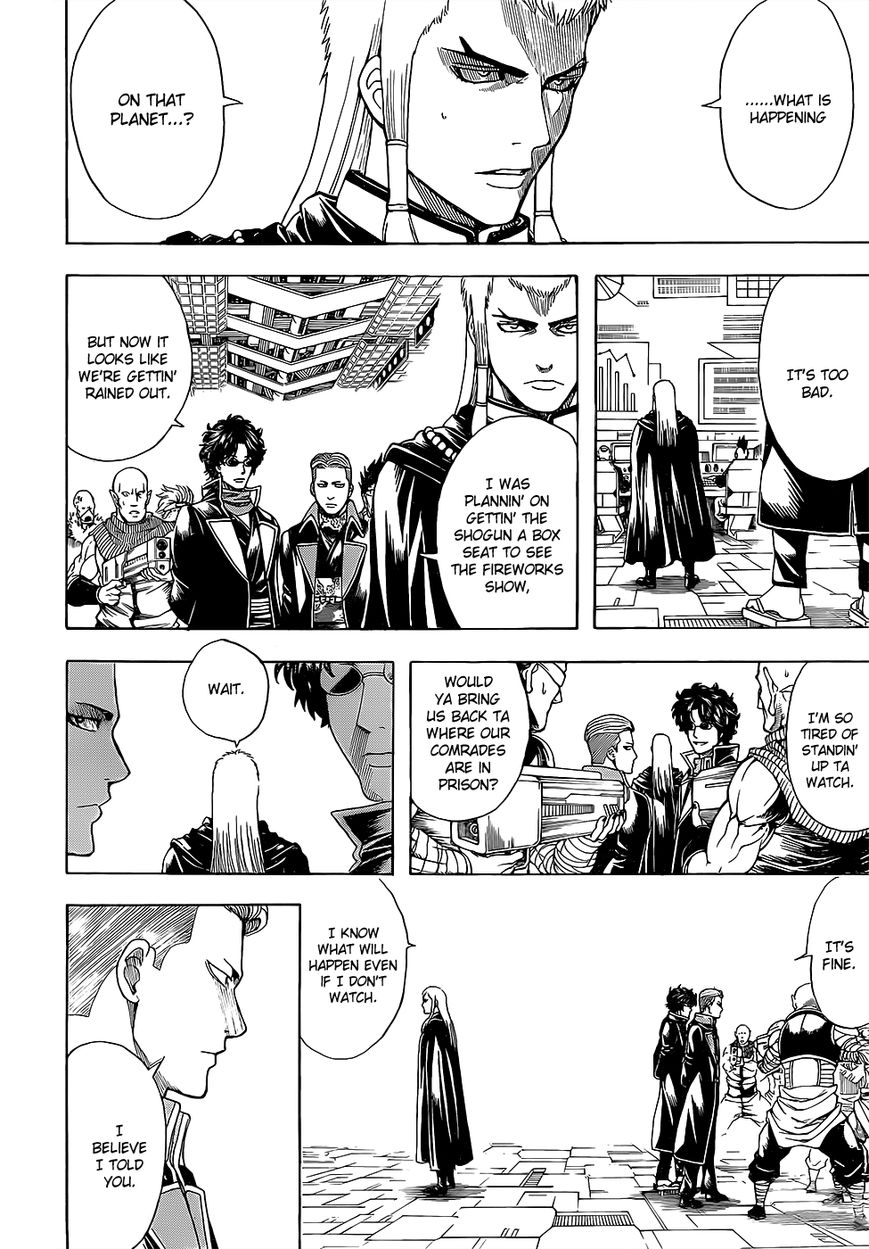 ......WHAT IS
HAPPENING
ON THAT
PLANET...?
IT'S TOO
BAD.
I WAS
PLANNIN' ON
GETTIN' THE
SHOGUN A BOX
SEAT TO SEE
THE FIREWORKS
SHOW,
BUT NOW IT
LOOKS LIKE
WE'RE GETTIN'
RAINED OUT.
I'M SO
TIRED OF
STANDIN'
UP TA
WATCH.
WOULD
YA BRING
US BACK TA
WHERE OUR
COMRADES
ARE IN
PRISON?
WAIT.
IT'S
FINE.
I KNOW
WHAT WILL
HAPPEN EVEN
IF I DON'T
WATCH.
I
BELIEVE
I TOLD
YOU.